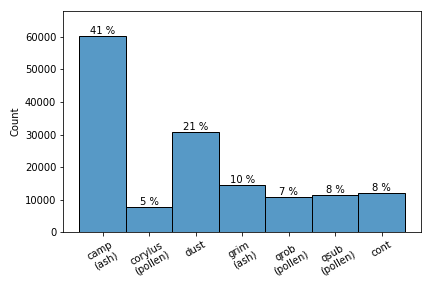 41 %
5 %
21 %
10 %
7 %
8 %
8 %
60000
50000
40000
30000
20000
10000
0
Count
camp
(ash)
corylus
(pollen)
dust
grim
(ash)
qrob
(pollen)
qsub
(pollen)
cont